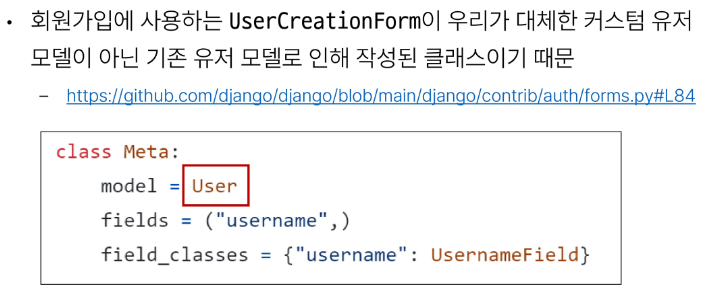 • 회원가입에 사용하는 UserCreationForm이 우리가 대체한 커스텀 유저
모델이 아닌 기존 유저 모델로 인해 작성된 클래스이기 때문
– https://github.com/django/django/blob/main/django/contrib/auth/forms.py#L84
class Meta:
    model = User
    fields = ("username",)
    field_classes = {"username": UsernameField}